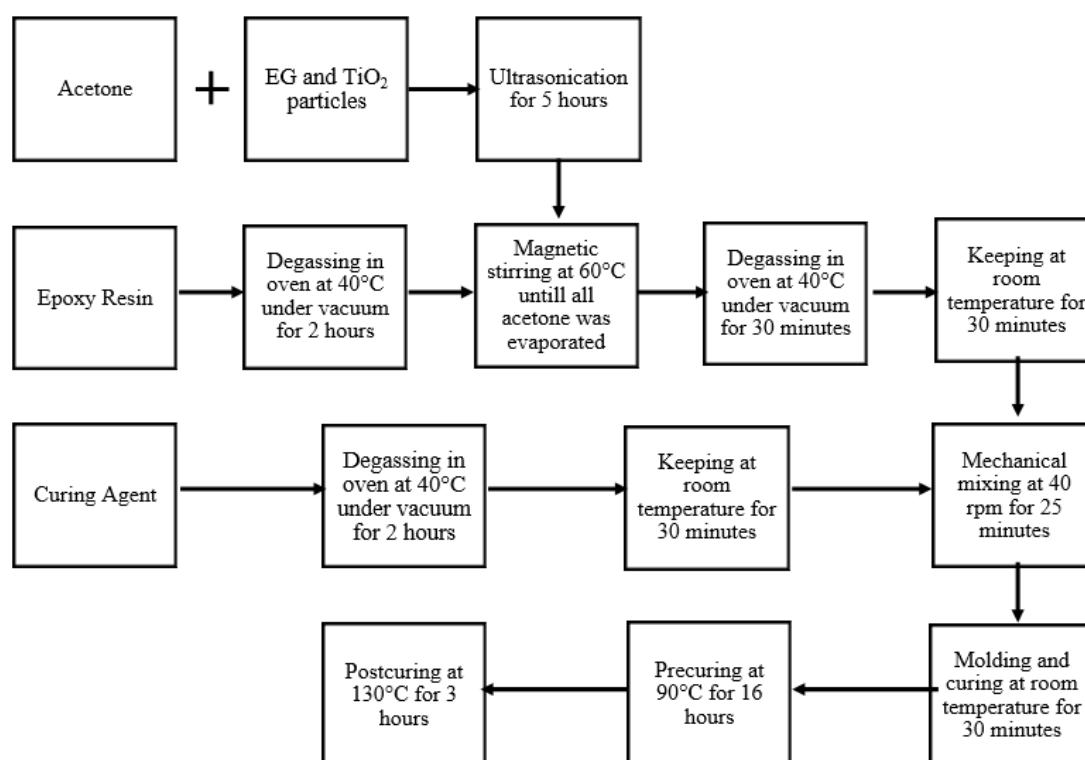 Acetone
+
EG and TiO₂
particles
Ultrasonication
for 5 hours
Epoxy Resin
Degassing in
oven at 40°C
under vacuum
for 2 hours
Magnetic
stirring at 60°C
untill all
acetone was
evaporated
Degassing in
oven at 40°C
under vacuum
for 30 minutes
Keeping at
room
temperature for
30 minutes
Curing Agent
Degassing in
oven at 40°C
under vacuum
for 2 hours
Keeping at
room
temperature for
30 minutes
Mechanical
mixing at 40
rpm for 25
minutes
Postcuring at
130°C for 3
hours
Precuring at
90°C for 16
hours
Molding and
curing at room
temperature for
30 minutes